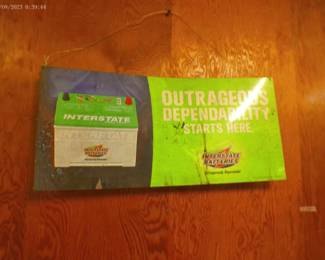 OUTRAGEOUS
DEPENDABILITY
STARTS HERE
INTERSTATE
INTERSTATE
BATTERIES